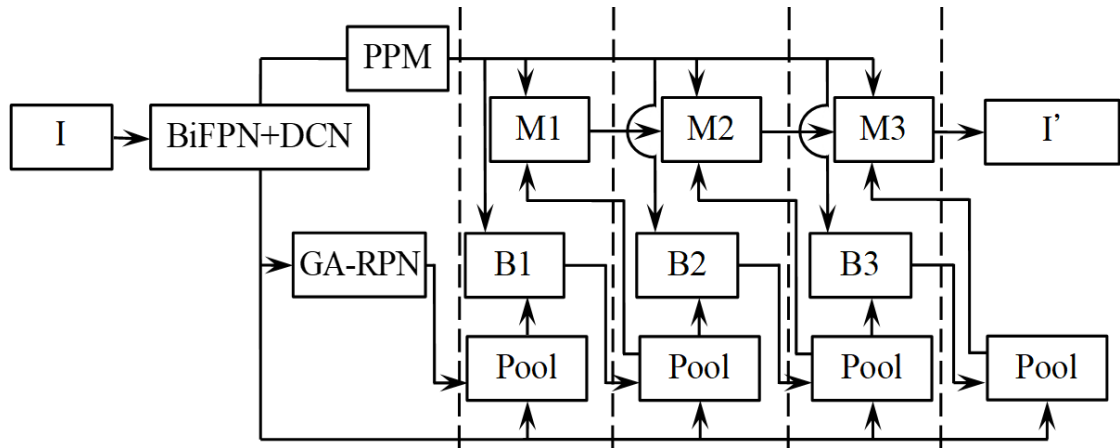 PPM
I
BiFPN+DCN
M1
M2
M3
I’
GA-RPN
B1
B2
B3
Pool
Pool
Pool
Pool